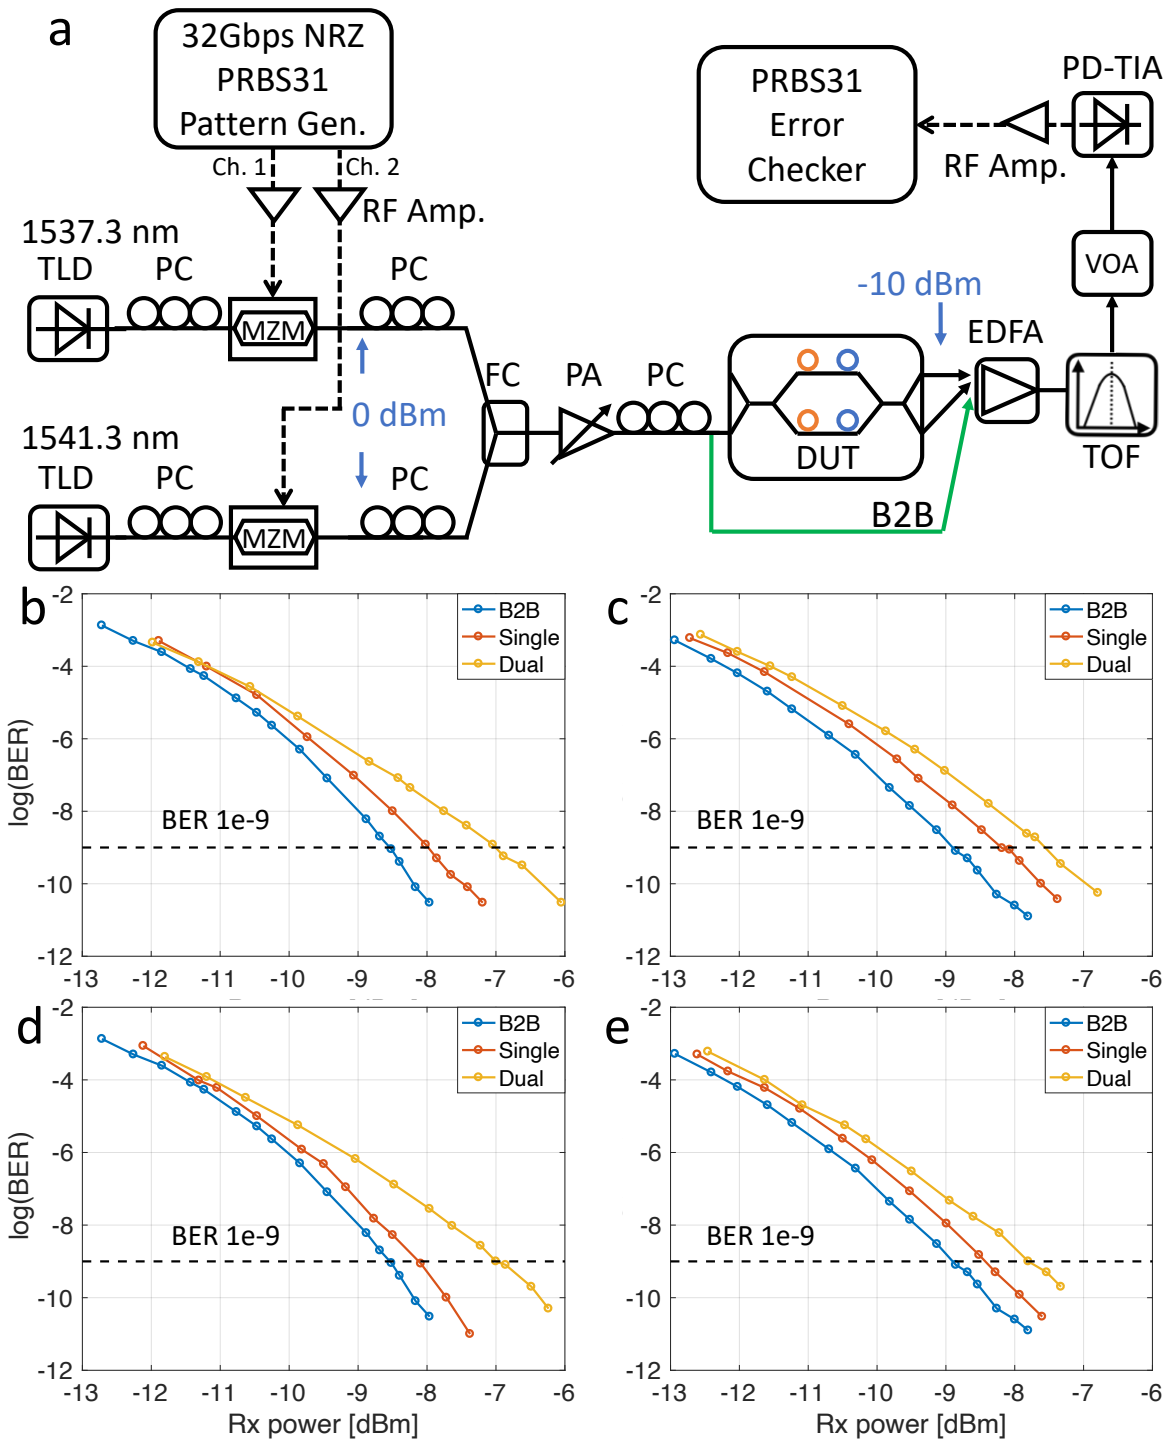 a
32Gbps NRZ
PRBS31
Pattern Gen.
Ch. 1
Ch. 2
RF Amp.
1537.3 nm
TLD
PC
MZM
PC
0 dBm
1541.3 nm
TLD
PC
MZM
PC
FC
PA
PC
DUT
B2B
-10 dBm
EDFA
TOF
VOA
PD-TIA
RF Amp.
PRBS31
Error
Checker
b
log(BER)
-2
-4
-6
-8
-10
-12
-13
-12
-11
-10
-9
-8
-7
-6
BER 1e-9
B2B
Single
Dual
c
-2
-4
-6
-8
-10
-12
-13
-12
-11
-10
-9
-8
-7
-6
BER 1e-9
B2B
Single
Dual
d
log(BER)
-2
-4
-6
-8
-10
-12
-13
-12
-11
-10
-9
-8
-7
-6
Rx power [dBm]
BER 1e-9
B2B
Single
Dual
e
-2
-4
-6
-8
-10
-12
-13
-12
-11
-10
-9
-8
-7
-6
Rx power [dBm]
BER 1e-9
B2B
Single
Dual